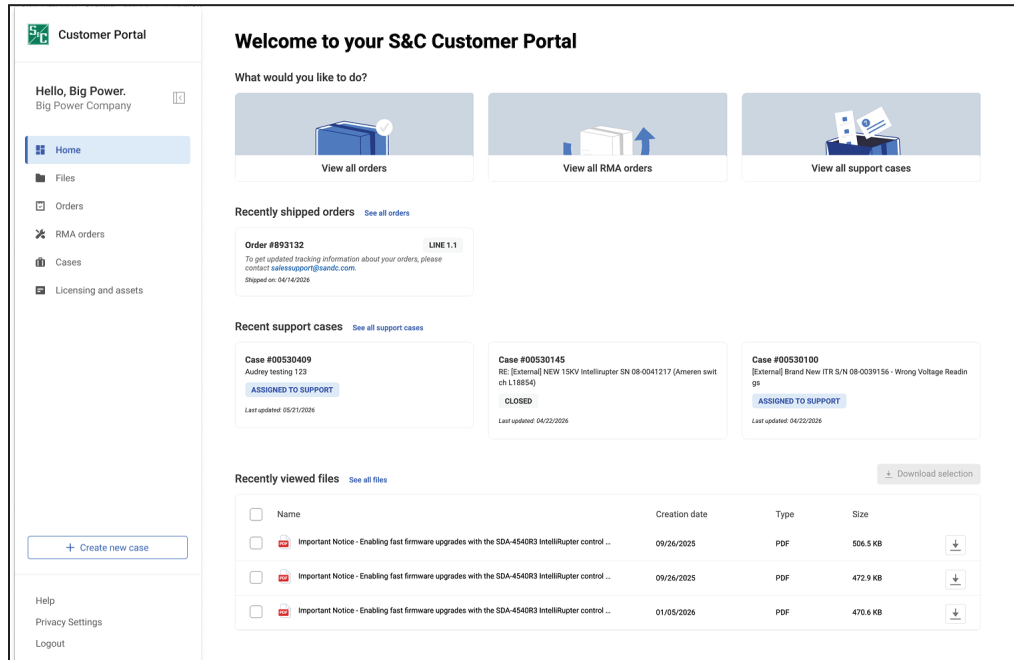 S&C Customer Portal
Hello, Big Power.
Big Power Company
Home
Files
Orders
RMA orders
Cases
Licensing and assets
+ Create new case
Help
Privacy Settings
Logout
Welcome to your S&C Customer Portal
What would you like to do?
View all orders
View all RMA orders
View all support cases
Recently shipped orders See all orders
Order #893132 LINE 1.1
To get updated tracking information about your orders, please
contact salessupport@sandc.com.
Shipped on: 04/14/2026
Recent support cases See all support cases
Case #00530409
Audrey testing 123
ASSIGNED TO SUPPORT
Last updated: 05/21/2026
Case #00530145
RE: [External] NEW 15KV Intellirupter SN 08-0041217 (Ameren swit
ch L18854)
CLOSED
Last updated: 04/22/2026
Case #00530100
[External] Brand New ITR S/N 08-0039156 - Wrong Voltage Readin
gs
ASSIGNED TO SUPPORT
Last updated: 04/22/2026
Recently viewed files See all files
Download selection
Name Creation date Type Size
PDF Important Notice - Enabling fast firmware upgrades with the SDA-4540R3 IntelliRupter control ... 09/26/2025 PDF 506.5 KB
PDF Important Notice - Enabling fast firmware upgrades with the SDA-4540R3 IntelliRupter control ... 09/26/2025 PDF 472.9 KB
PDF Important Notice - Enabling fast firmware upgrades with the SDA-4540R3 IntelliRupter control ... 01/05/2026 PDF 470.6 KB